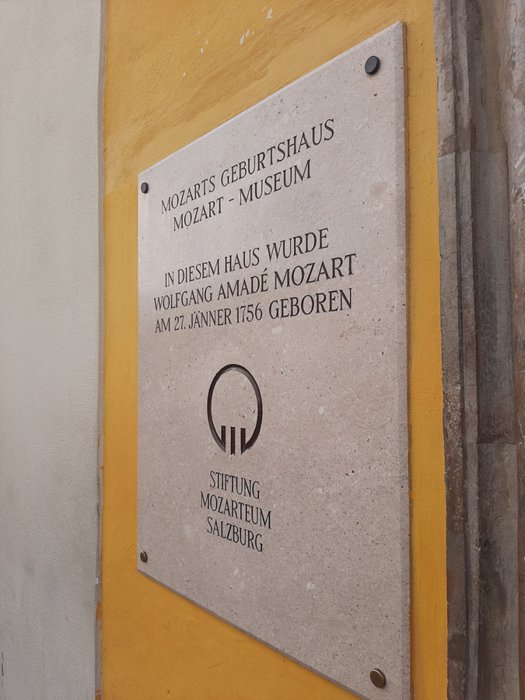 MOZARTS GEBURTSHAUS
MOZART - MUSEUM
IN DIESEM HAUS WURDE
WOLFGANG AMADÉ MOZART
AM 27. JÄNNER 1756 GEBOREN
STIFTUNG
MOZARTEUM
SALZBURG